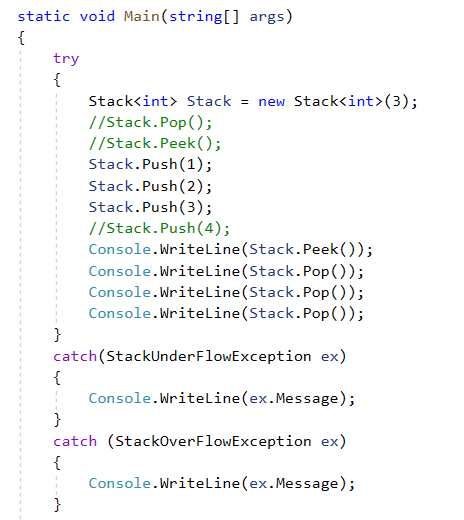 static void Main(string[] args)
{
try
{
Stack<int> Stack = new Stack<int>(3);
//Stack.Pop();
//Stack.Peek();
Stack.Push(1);
Stack.Push(2);
Stack.Push(3);
//Stack.Push(4);
Console.WriteLine(Stack.Peek());
Console.WriteLine(Stack.Pop());
Console.WriteLine(Stack.Pop());
Console.WriteLine(Stack.Pop());
}
catch(StackUnderFlowException ex)
{
Console.WriteLine(ex.Message);
}
catch (StackOverFlowException ex)
{
Console.WriteLine(ex.Message);
}